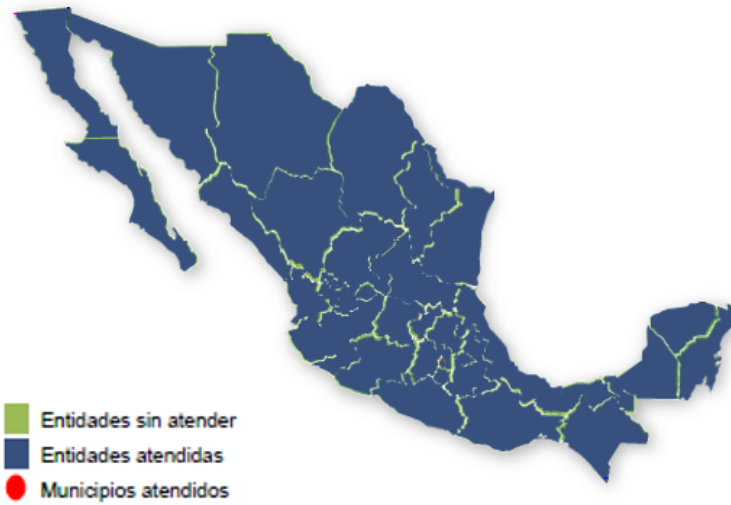 Entidades sin atender
Entidades atendidas
Municipios atendidos